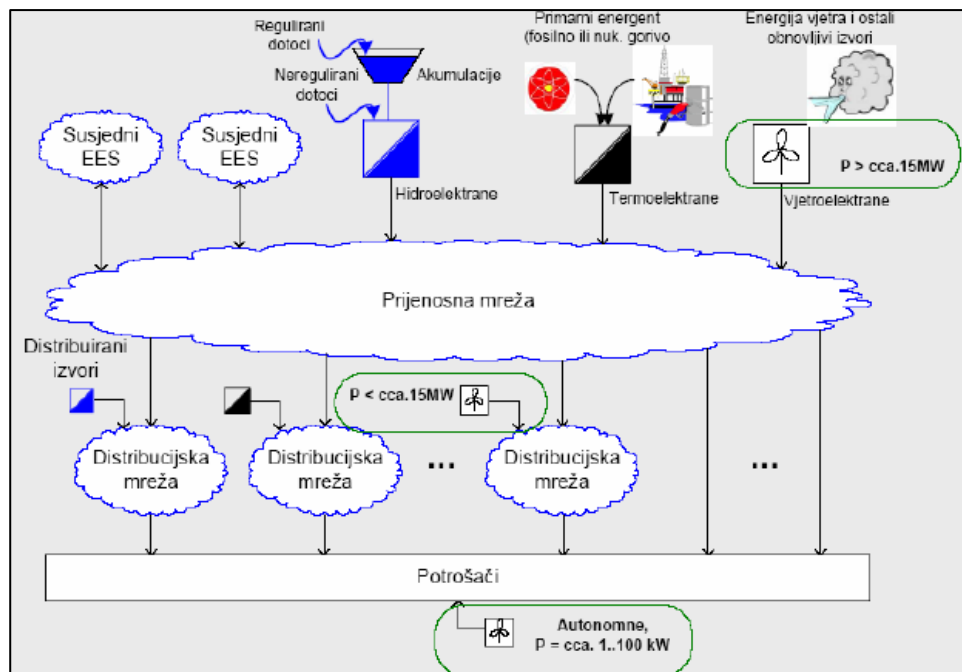 Regulirani
dotoci
Neregulirani
dotoci
Akumulacije
Primarni energent
(fosilno ili nuk. gorivo
Energija vjetra i ostali
obnovljivi izvori
Susjedni
EES
Susjedni
EES
P > cca.15MW
Hidroelektrane
Termoelektrane
Vjetroelektrane
Prijenosna mreža
Distribuirani
izvori
P < cca.15MW
Distribucijska
mreža
Distribucijska
mreža
...
Distribucijska
mreža
...
Potrošači
Autonomne,
P = cca. 1..100 kW